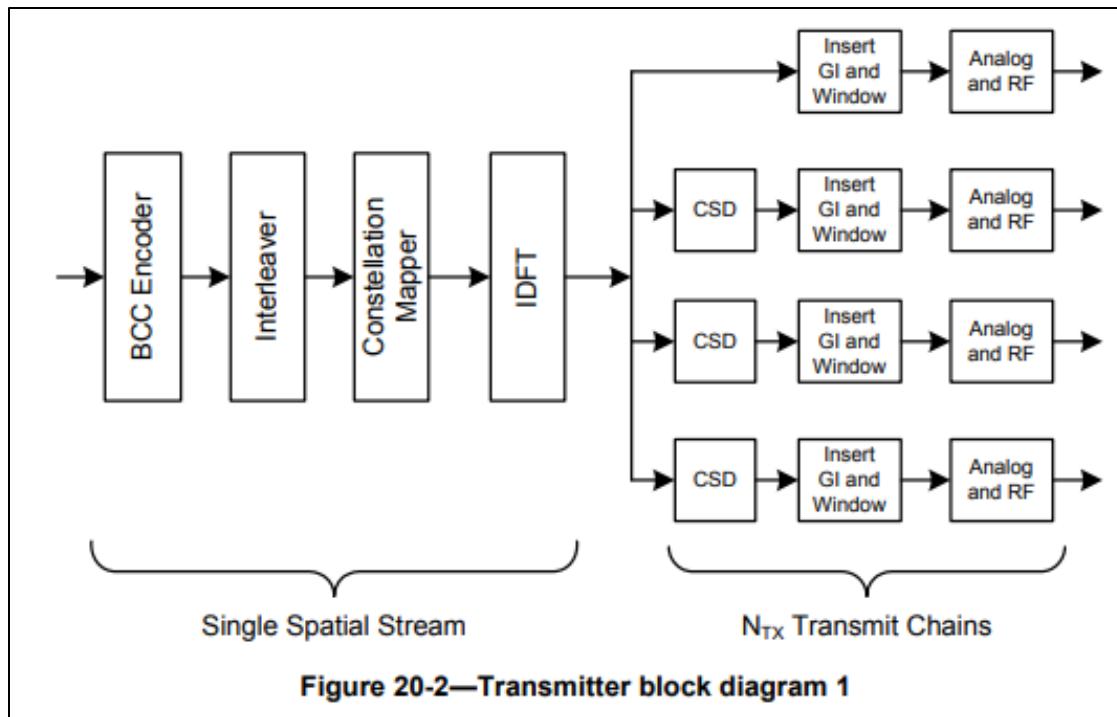 Insert
GI and
Window
Analog
and RF
BCC Encoder
Interleaver
Constellation
Mapper
IDFT
CSD
Insert
GI and
Window
Analog
and RF
CSD
Insert
GI and
Window
Analog
and RF
CSD
Insert
GI and
Window
Analog
and RF
Single Spatial Stream
N_TX Transmit Chains
Figure 20-2—Transmitter block diagram 1